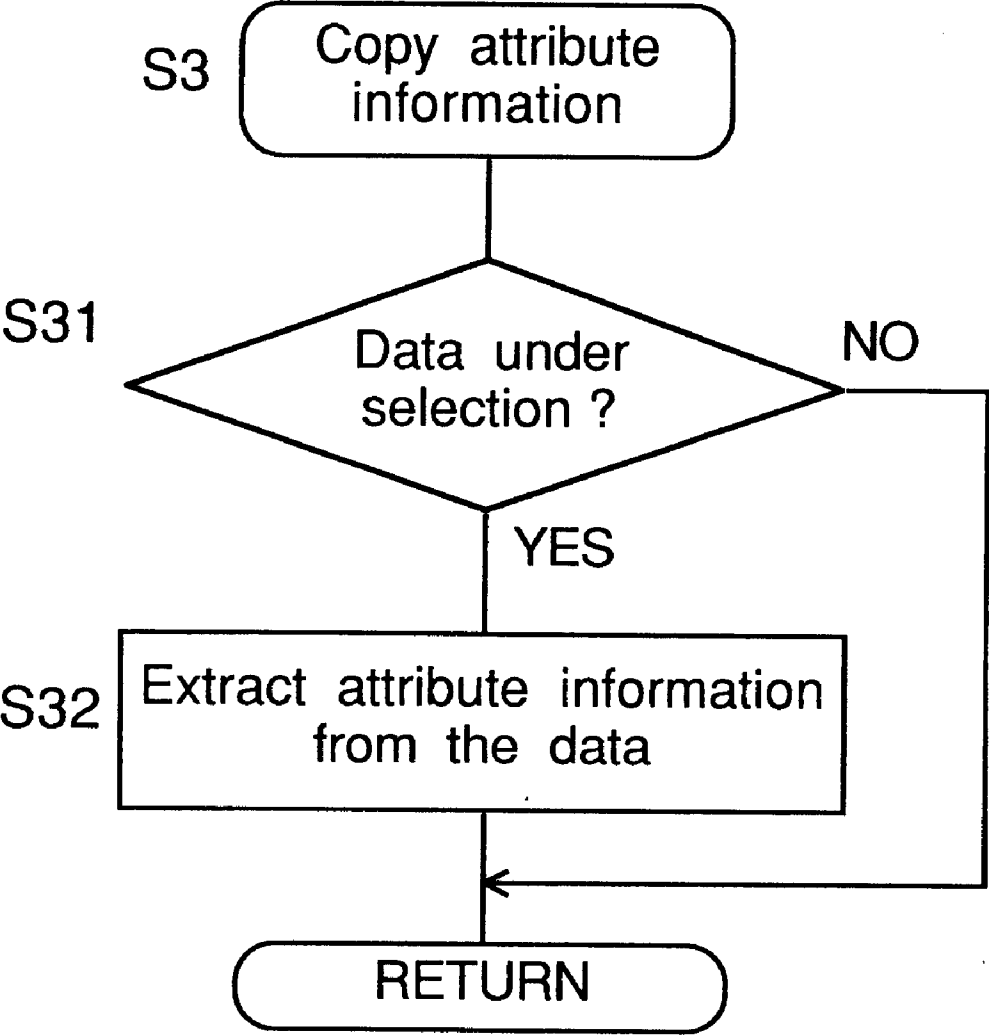 S3
Copy attribute
information
S31
Data under
selection ?
NO
YES
S32
Extract attribute information
from the data
RETURN